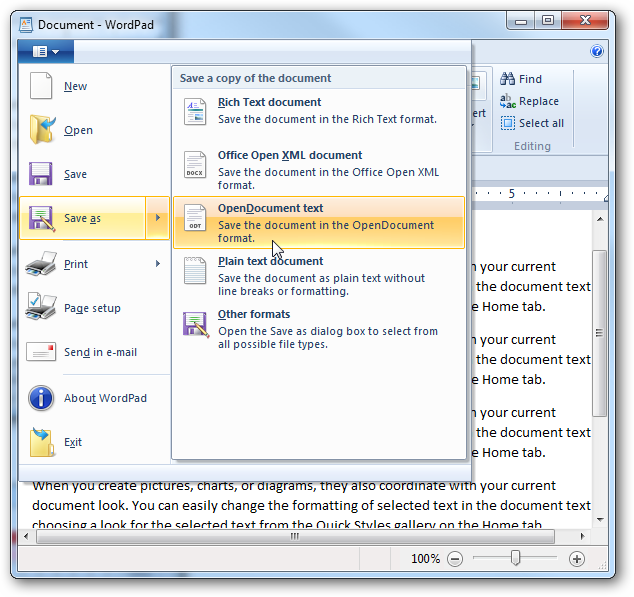 Document - WordPad
New
Open
Save
Save as
Print
Page setup
Send in e-mail
About WordPad
Exit
Save a copy of the document
Rich Text document
Save the document in the Rich Text format.
DOCX
Office Open XML document
Save the document in the Office Open XML
format.
ODT
OpenDocument text
Save the document in the OpenDocument
format.
Plain text document
Save the document as plain text without
line breaks or formatting.
Other formats
Open the Save as dialog box to select from
all possible file types.
ert
Find
Replace
Select all
Editing
5
h your current
the document text
e Home tab.
h your current
the document text
e Home tab.
h your current
the document text
e Home tab.
When you create pictures, charts, or diagrams, they also coordinate with your current
document look. You can easily change the formatting of selected text in the document text
choosing a look for the selected text from the Quick Styles gallery on the Home tab.
100%